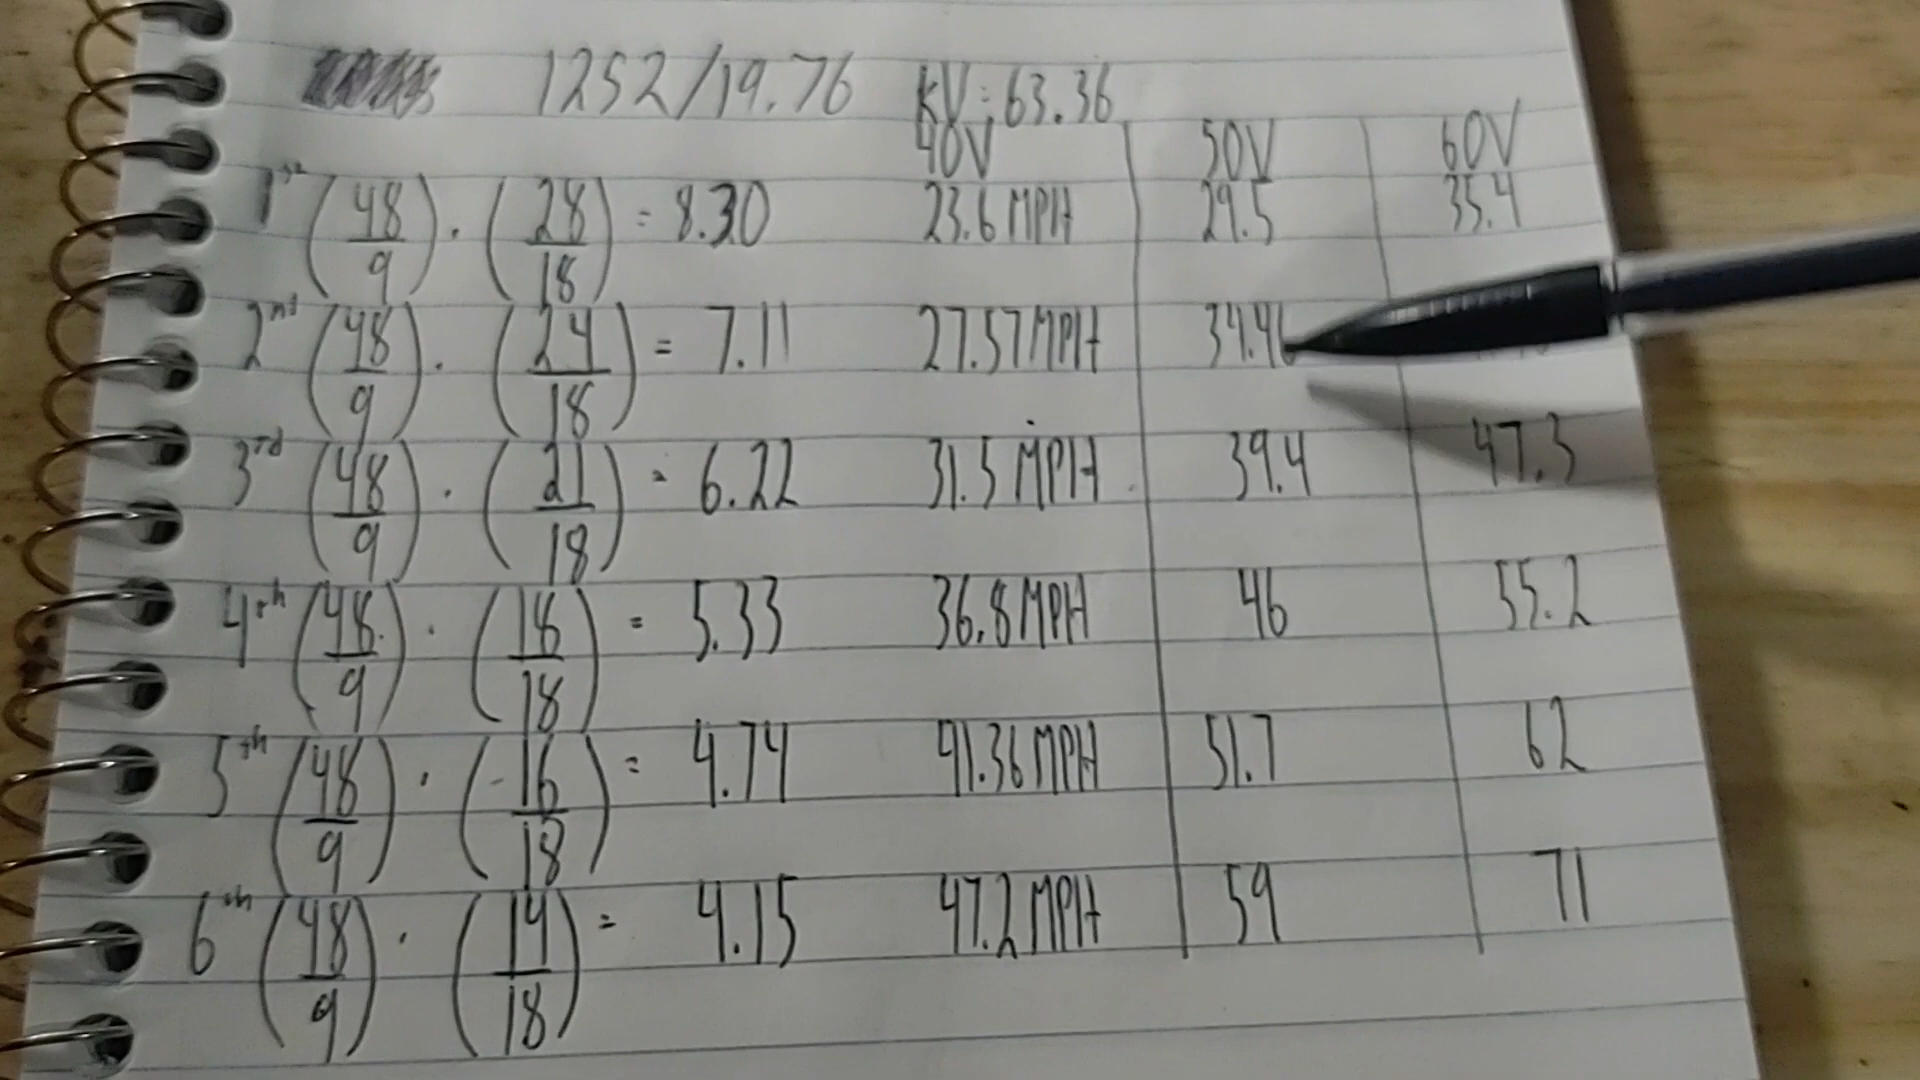 1252/19.76 kV: 63.36
40V 50V 60V
1st (48/9) · (28/18) = 8.30 23.6 MPH 29.5 35.4
2nd (48/9) · (24/18) = 7.11 27.57 MPH 34.46
3rd (48/9) · (21/18) = 6.22 31.5 MPH 39.4 47.3
4th (48/9) · (18/18) = 5.33 36.8 MPH 46 55.2
5th (48/9) · (16/18) = 4.74 41.36 MPH 51.7 62
6th (48/9) · (14/18) = 4.15 47.2 MPH 59 71